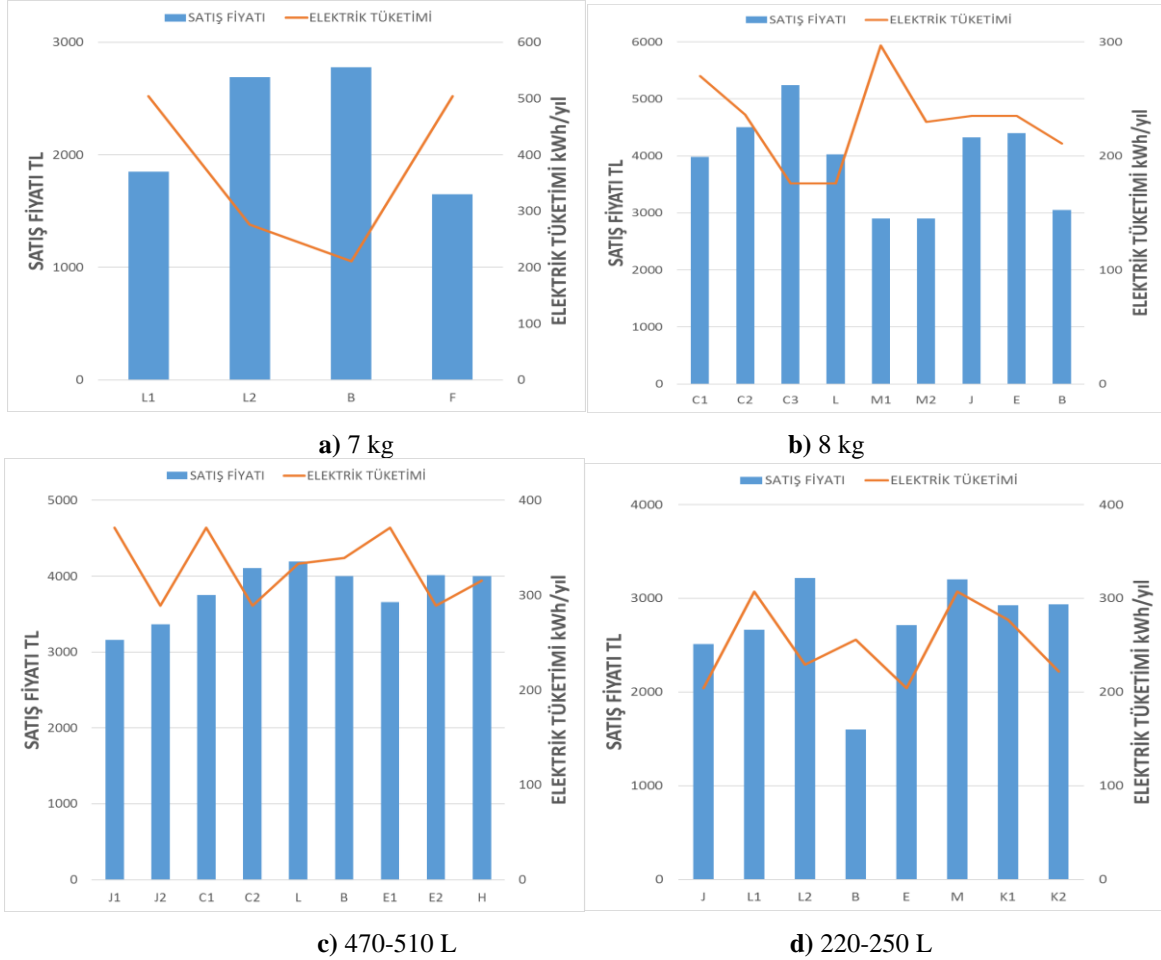 SATIŞ FİYATI ELEKTRİK TÜKETİMİ
3000
2000
1000
0
600
500
400
300
200
100
0
SATIŞ FİYATI TL
ELEKTRİK TÜKETİMİ kWh/yıl
L1 L2 B F
a) 7 kg
SATIŞ FİYATI ELEKTRİK TÜKETİMİ
6000
5000
4000
3000
2000
1000
0
300
200
100
0
SATIŞ FİYATI TL
ELEKTRİK TÜKETİMİ kWh/yıl
C1 C2 C3 L M1 M2 J E B
b) 8 kg
SATIŞ FİYATI ELEKTRİK TÜKETİMİ
5000
4000
3000
2000
1000
0
400
300
200
100
0
SATIŞ FİYATI TL
ELEKTRİK TÜKETİMİ kWh/yıl
J1 J2 C1 C2 L B E1 E2 H
c) 470-510 L
SATIŞ FİYATI ELEKTRİK TÜKETİMİ
4000
3000
2000
1000
0
400
300
200
100
0
SATIŞ FİYATI TL
ELEKTRİK TÜKETİMİ kWh/yıl
J L1 L2 B E M K1 K2
d) 220-250 L